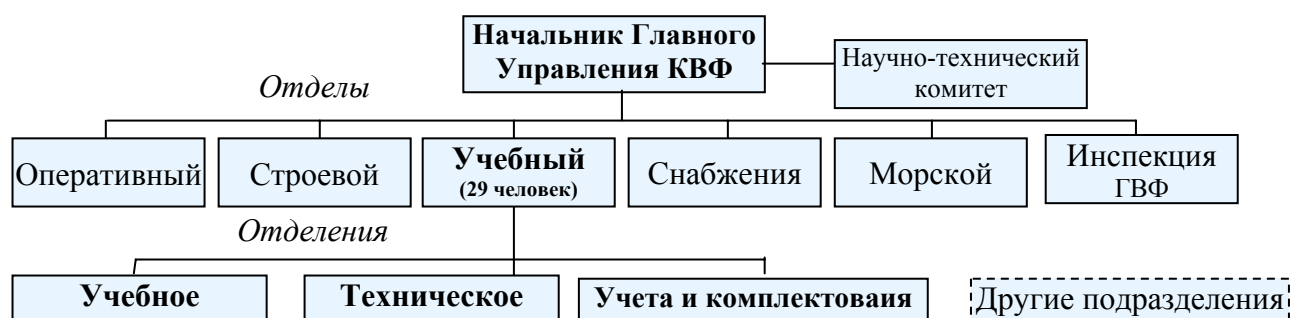 Начальник Главного
Управления КВФ
Научно-технический
комитет
Отделы
Оперативный
Строевой
Учебный
(29 человек)
Снабжения
Морской
Инспекция
ГВФ
Отделения
Учебное
Техническое
Учета и комплектоваия
Другие подразделения